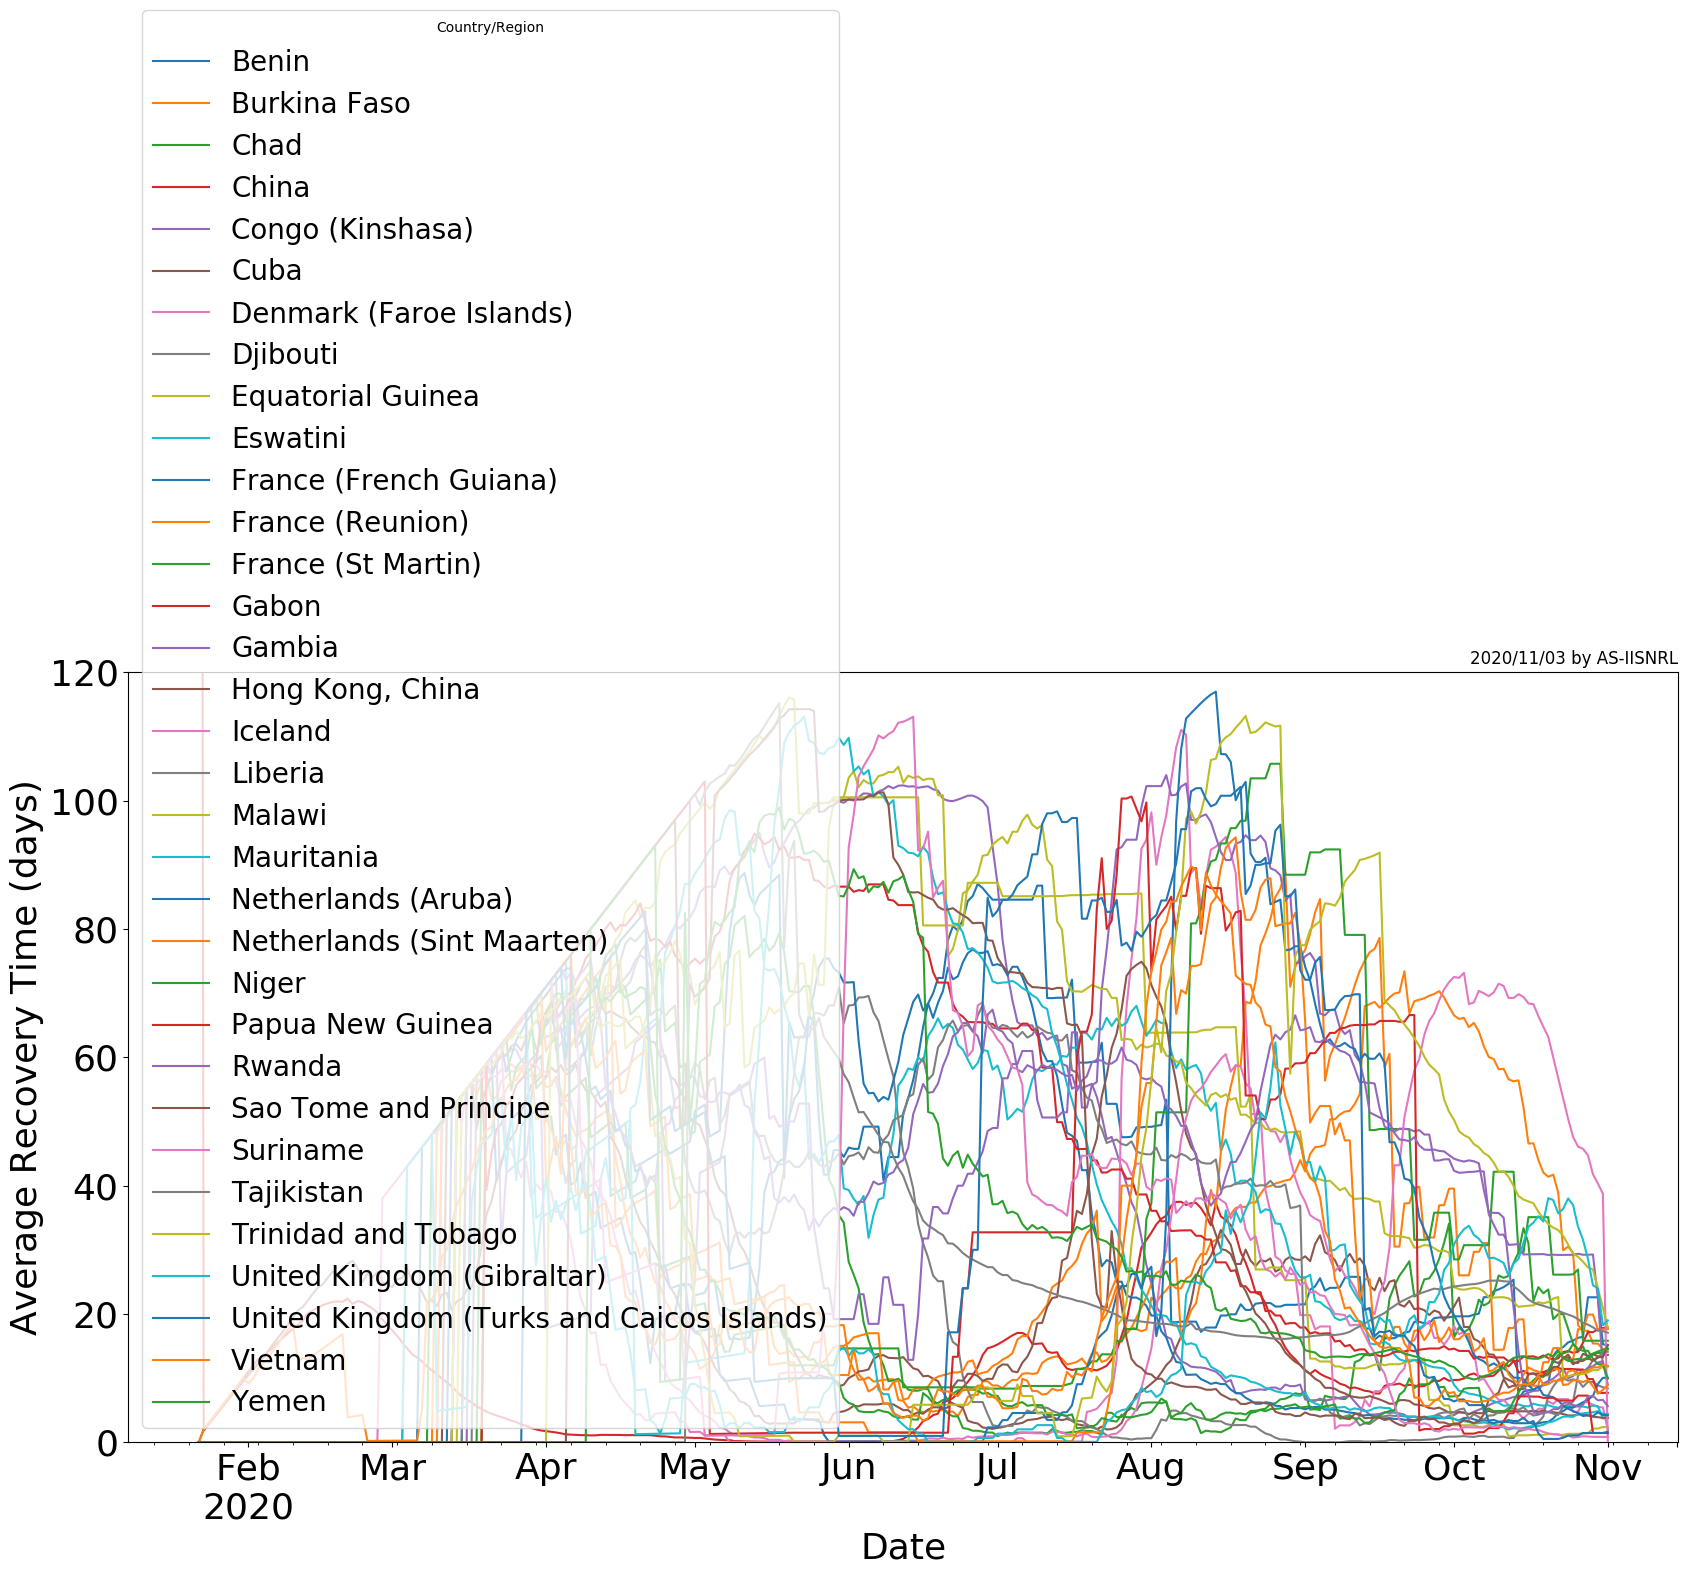 Country/Region
Benin
Burkina Faso
Chad
China
Congo (Kinshasa)
Cuba
Denmark (Faroe Islands)
Djibouti
Equatorial Guinea
Eswatini
France (French Guiana)
France (Reunion)
France (St Martin)
Gabon
Gambia
Hong Kong, China
Iceland
Liberia
Malawi
Mauritania
Netherlands (Aruba)
Netherlands (Sint Maarten)
Niger
Papua New Guinea
Rwanda
Sao Tome and Principe
Suriname
Tajikistan
Trinidad and Tobago
United Kingdom (Gibraltar)
United Kingdom (Turks and Caicos Islands)
Vietnam
Yemen
2020/11/03 by AS-IISNRL
Average Recovery Time (days)
120
100
80
60
40
20
0
Feb Mar Apr May Jun Jul Aug Sep Oct Nov
2020
Date